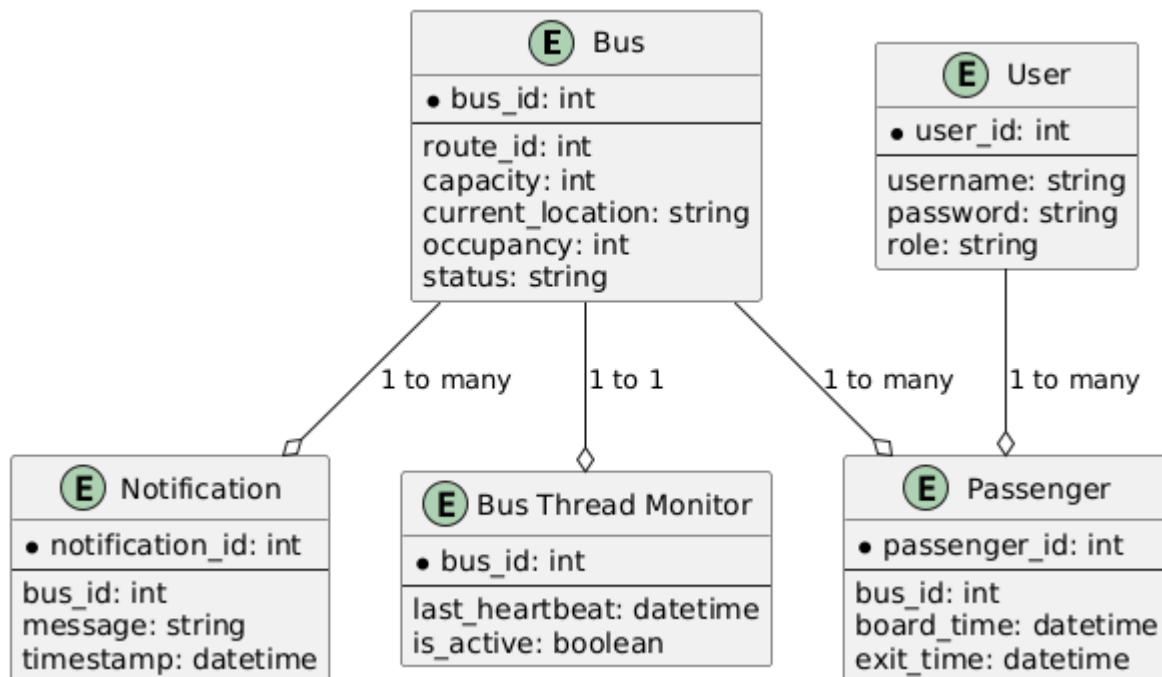 E Bus
bus_id: int
route_id: int
capacity: int
current_location: string
occupancy: int
status: string
E User
user_id: int
username: string
password: string
role: string
1 to many
1 to 1
1 to many
1 to many
E Notification
notification_id: int
bus_id: int
message: string
timestamp: datetime
E Bus Thread Monitor
bus_id: int
last_heartbeat: datetime
is_active: boolean
E Passenger
passenger_id: int
bus_id: int
board_time: datetime
exit_time: datetime